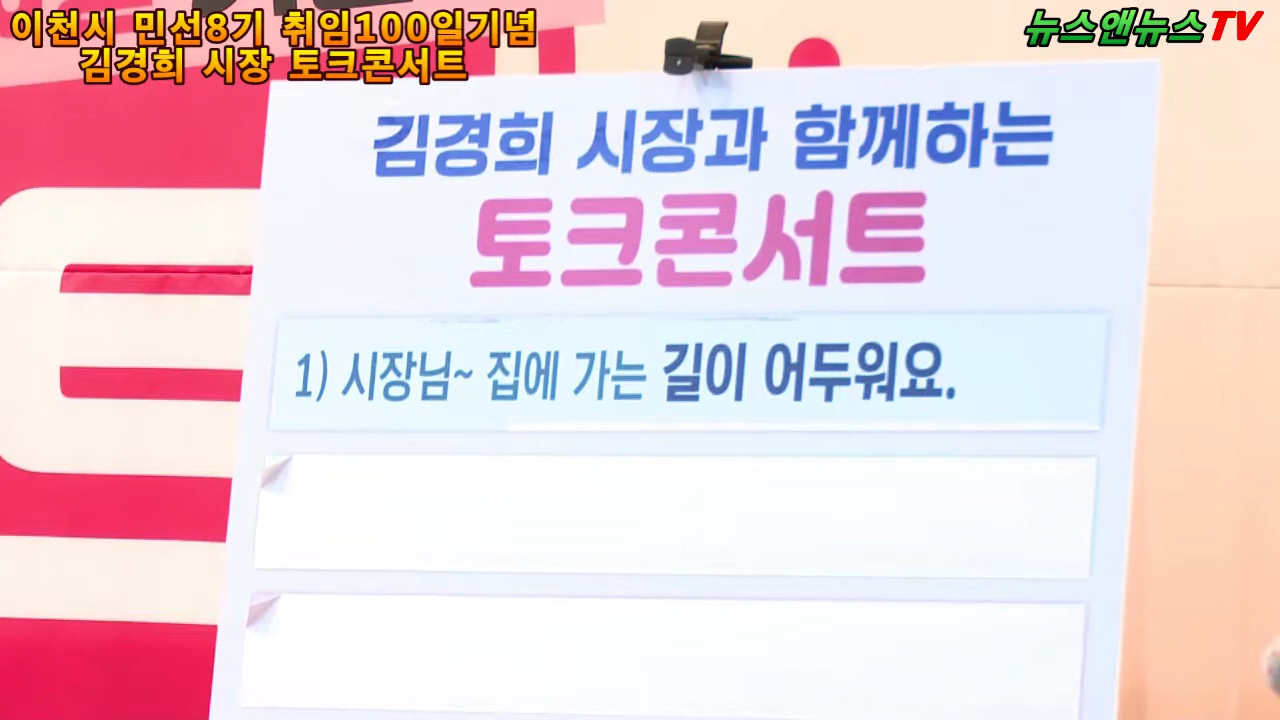 이천시 민선8기 취임100일기념
김경희 시장 토크콘서트
뉴스앤뉴스TV
김경희 시장과 함께하는
토크콘서트
1) 시장님~ 집에 가는 길이 어두워요.